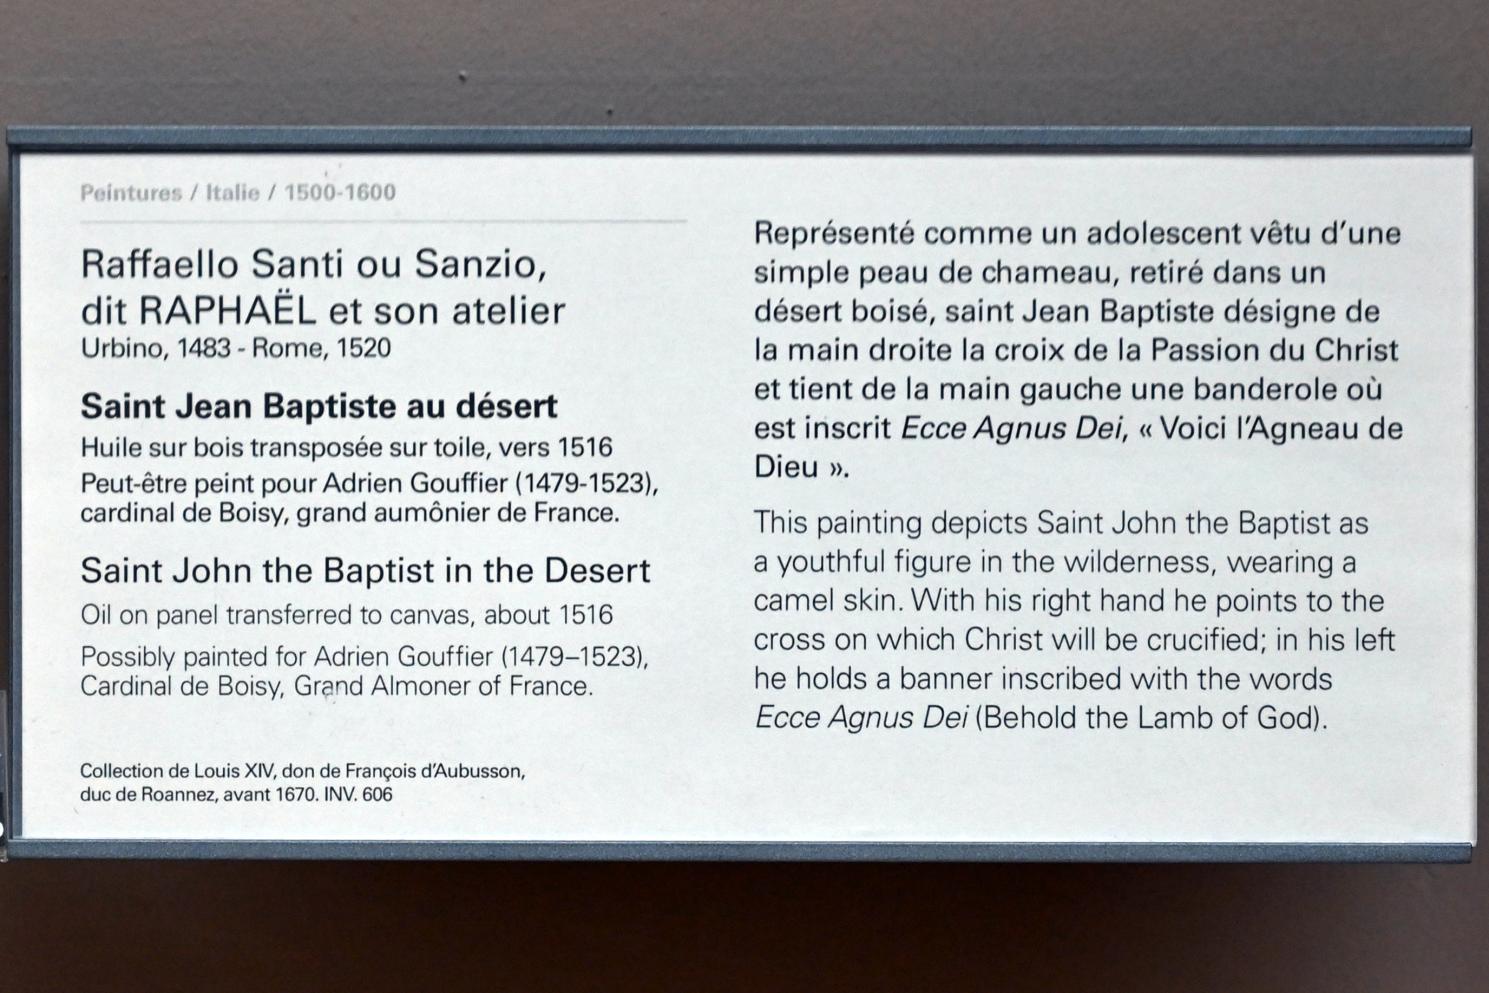 Peintures / Italie / 1500-1600
Raffaello Santi ou Sanzio,
dit RAPHAËL et son atelier
Urbino, 1483 - Rome, 1520
Saint Jean Baptiste au désert
Huile sur bois transposée sur toile, vers 1516
Peut-être peint pour Adrien Gouffier (1479-1523),
cardinal de Boisy, grand aumônier de France.
Saint John the Baptist in the Desert
Oil on panel transferred to canvas, about 1516
Possibly painted for Adrien Gouffier (1479–1523),
Cardinal de Boisy, Grand Almoner of France.
Collection de Louis XIV, don de François d'Aubusson,
duc de Roannez, avant 1670. INV. 606
Représenté comme un adolescent vêtu d'une
simple peau de chameau, retiré dans un
désert boisé, saint Jean Baptiste désigne de
la main droite la croix de la Passion du Christ
et tient de la main gauche une banderole où
est inscrit Ecce Agnus Dei, « Voici l'Agneau de
Dieu ».
This painting depicts Saint John the Baptist as
a youthful figure in the wilderness, wearing a
camel skin. With his right hand he points to the
cross on which Christ will be crucified; in his left
he holds a banner inscribed with the words
Ecce Agnus Dei (Behold the Lamb of God).